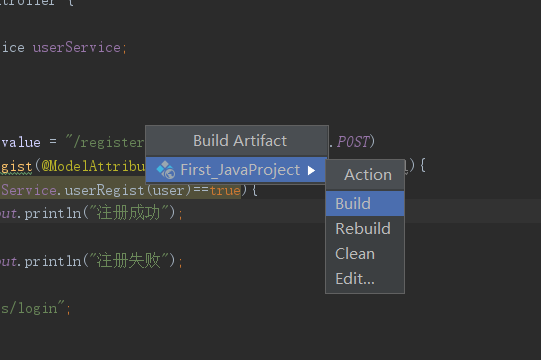 ntroller {
ice userService;
value = "/register
.POST)
gist(@ModelAttribu
){
Service.userRegist(user)==true){
ut.println("注册成功");
ut.println("注册失败");
s/login";
Build Artifact
First_JavaProject
Action
Build
Rebuild
Clean
Edit...